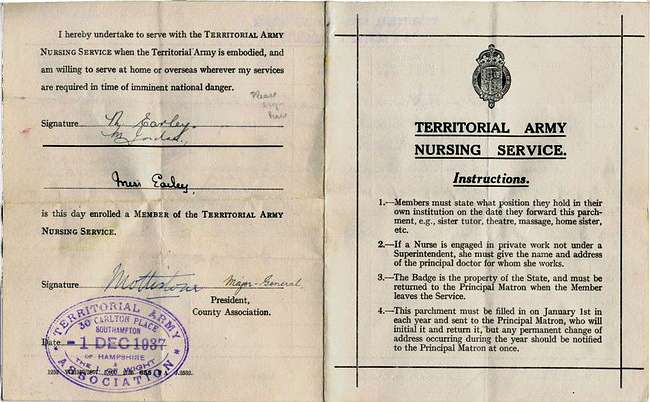 I hereby undertake to serve with the TERRITORIAL ARMY
NURSING SERVICE when the Territorial Army is embodied, and
am willing to serve at home or overseas wherever my services
are required in time of imminent national danger.
Please
sign
here
Signature M. Earley.
Miss Earley,
is this day enrolled a MEMBER of the TERRITORIAL ARMY
NURSING SERVICE.
Signature Mottistone Major-General
President,
County Association.
Date
TERRITORIAL ARMY
30 CARLTON PLACE
SOUTHAMPTON
-1 DEC 1937
OF HAMPSHIRE
&
I. OF WIGHT
ASSOCIATION
TERRITORIAL ARMY
NURSING SERVICE.
Instructions.
1.—Members must state what position they hold in their
own institution on the date they forward this parch-
ment, e.g., sister tutor, theatre, massage, home sister,
etc.
2.—If a Nurse is engaged in private work not under a
Superintendent, she must give the name and address
of the principal doctor for whom she works.
3.—The Badge is the property of the State, and must be
returned to the Principal Matron when the Member
leaves the Service.
4.—This parchment must be filled in on January 1st in
each year and sent to the Principal Matron, who will
initial it and return it, but any permanent change of
address occurring during the year should be notified
to the Principal Matron at once.